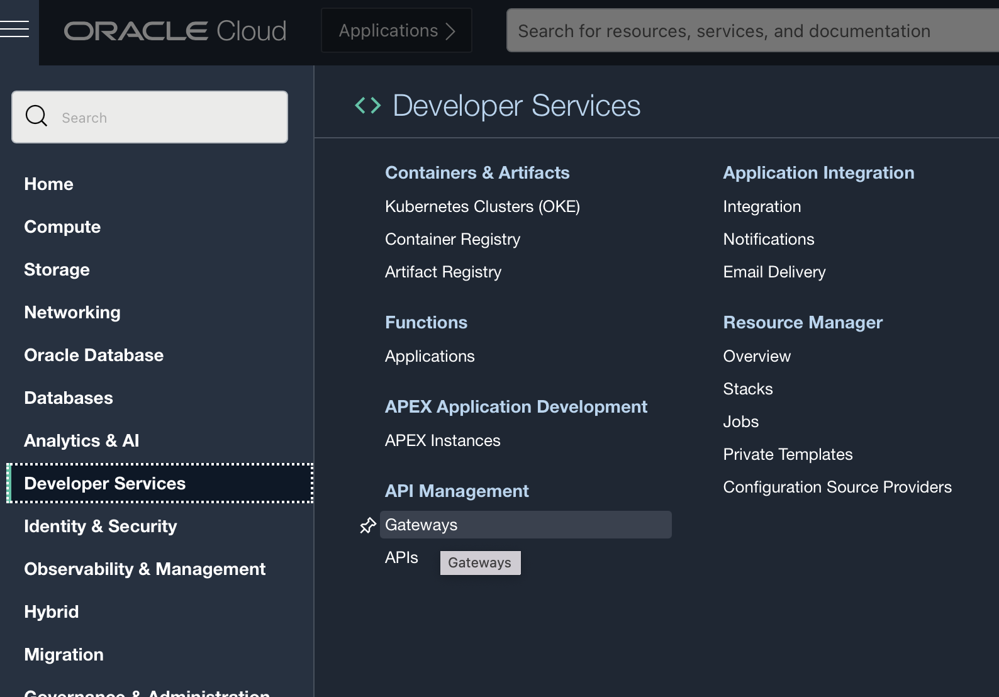 ORACLE Cloud
Applications
Search for resources, services, and documentation
Search
Home
Compute
Storage
Networking
Oracle Database
Databases
Analytics & AI
Developer Services
Identity & Security
Observability & Management
Hybrid
Migration
Governance & Administration
Developer Services
Containers & Artifacts
Kubernetes Clusters (OKE)
Container Registry
Artifact Registry
Functions
Applications
APEX Application Development
APEX Instances
API Management
Gateways
APIs
Gateways
Application Integration
Integration
Notifications
Email Delivery
Resource Manager
Overview
Stacks
Jobs
Private Templates
Configuration Source Providers